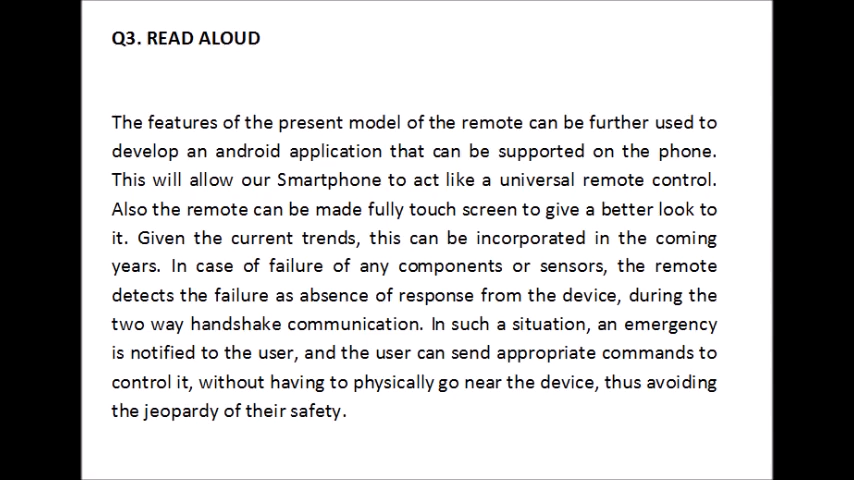 Q3. READ ALOUD
The features of the present model of the remote can be further used to
develop an android application that can be supported on the phone.
This will allow our Smartphone to act like a universal remote control.
Also the remote can be made fully touch screen to give a better look to
it. Given the current trends, this can be incorporated in the coming
years. In case of failure of any components or sensors, the remote
detects the failure as absence of response from the device, during the
two way handshake communication. In such a situation, an emergency
is notified to the user, and the user can send appropriate commands to
control it, without having to physically go near the device, thus avoiding
the jeopardy of their safety.